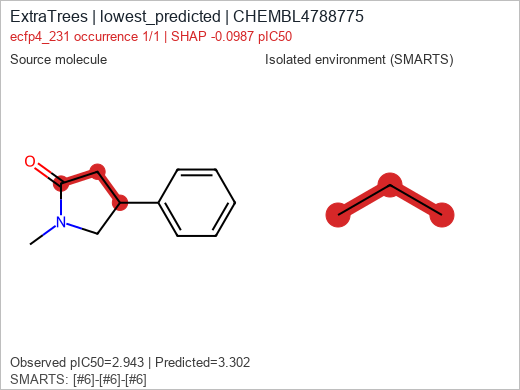 ExtraTrees | lowest_predicted | CHEMBL4788775
ecfp4_231 occurrence 1/1 | SHAP -0.0987 pIC50
Source molecule
Isolated environment (SMARTS)
O
N
Observed pIC50=2.943 | Predicted=3.302
SMARTS: [#6]-[#6]-[#6]